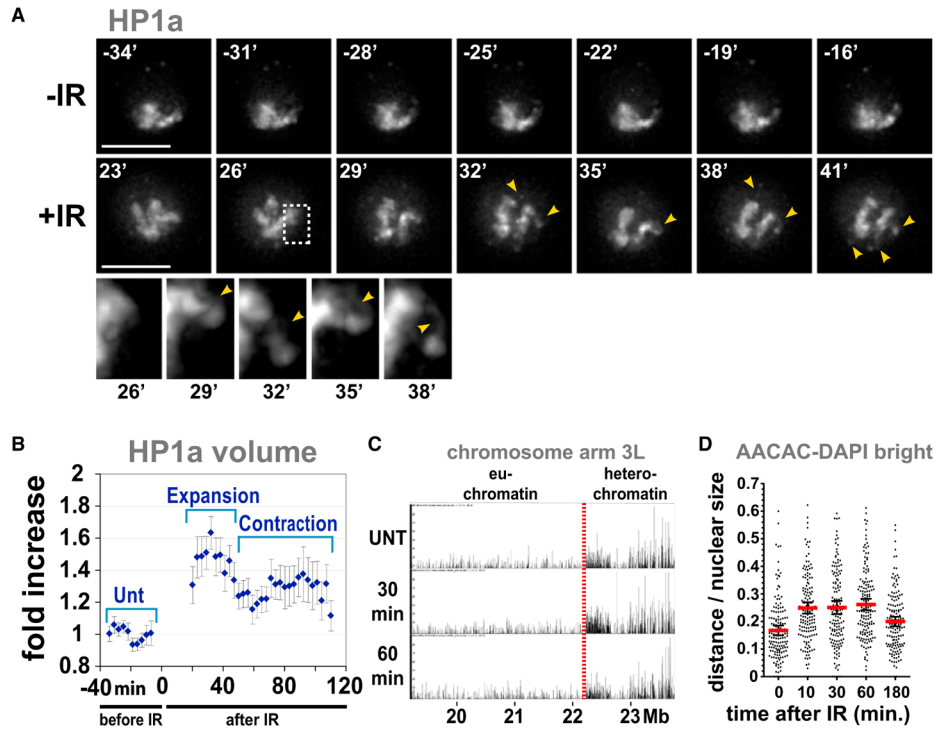 A
HP1a
-IR
-34’ -31’ -28’ -25’ -22’ -19’ -16’
+IR
23’ 26’ 29’ 32’ 35’ 38’ 41’
26’ 29’ 32’ 35’ 38’
B
HP1a volume
fold increase
2
1.8
1.6
1.4
1.2
1
0.8
Expansion
Contraction
Unt
-40 min 0 40 80 120
before IR after IR
C
chromosome arm 3L
eu-
chromatin
hetero-
chromatin
UNT
30
min
60
min
20 21 22 23 Mb
D
AACAC-DAPI bright
distance / nuclear size
0.7
0.6
0.5
0.4
0.3
0.2
0.1
0
0 10 30 60 180
time after IR (min.)